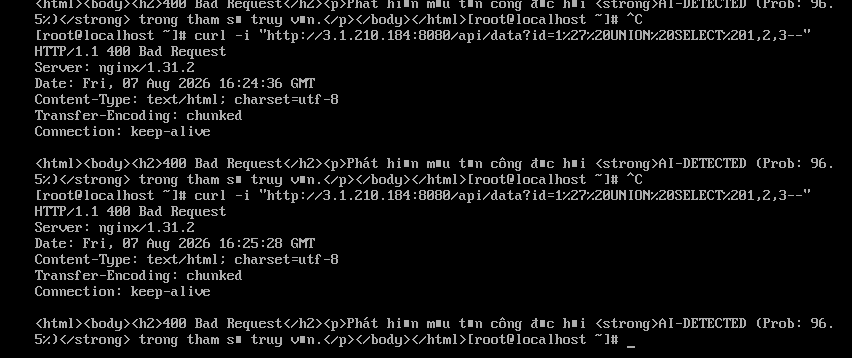 <html><body><h2>400 Bad Request</h2><p>Phát tấn công <strong>AI-DETECTED (Prob: 96.
5%)</strong> trong tham truy </p></body></html>[root@localhost ~]# ^C
[root@localhost ~]# curl -i "http://3.1.210.184:8080/api/data?id=1%27%20UNION%20SELECT%201,2,3--"
HTTP/1.1 400 Bad Request
Server: nginx/1.31.2
Date: Fri, 07 Aug 2026 16:24:36 GMT
Content-Type: text/html; charset=utf-8
Transfer-Encoding: chunked
Connection: keep-alive
<html><body><h2>400 Bad Request</h2><p>Phát công <strong>AI-DETECTED (Prob: 96.
5%)</strong> trong tham truy </p></body></html>[root@localhost ~]# ^C
[root@localhost ~]# curl -i "http://3.1.210.184:8080/api/data?id=1%27%20UNION%20SELECT%201,2,3--"
HTTP/1.1 400 Bad Request
Server: nginx/1.31.2
Date: Fri, 07 Aug 2026 16:25:28 GMT
Content-Type: text/html; charset=utf-8
Transfer-Encoding: chunked
Connection: keep-alive
<html><body><h2>400 Bad Request</h2><p>Phát công <strong>AI-DETECTED (Prob: 96.
5%)</strong> trong tham truy </p></body></html>[root@localhost ~]# _